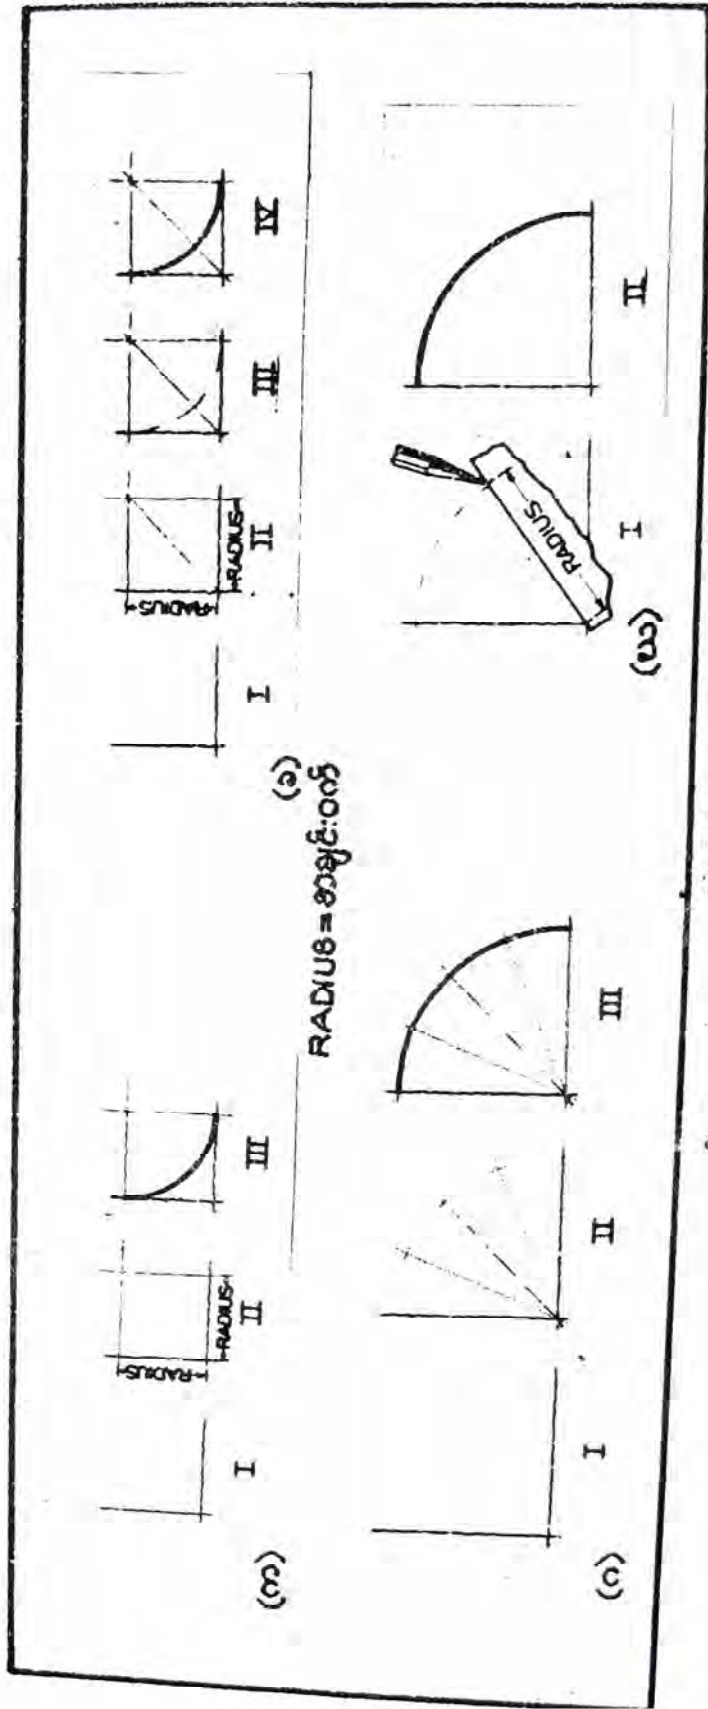 RADIUS
RADIUS
I
II
III
(က)
RADIUS
RADIUS
I
II
III
IV
(ခ)
RADIUS=အချင်းဝက်
I
II
III
(ဂ)
RADIUS
I
II
(ဃ)